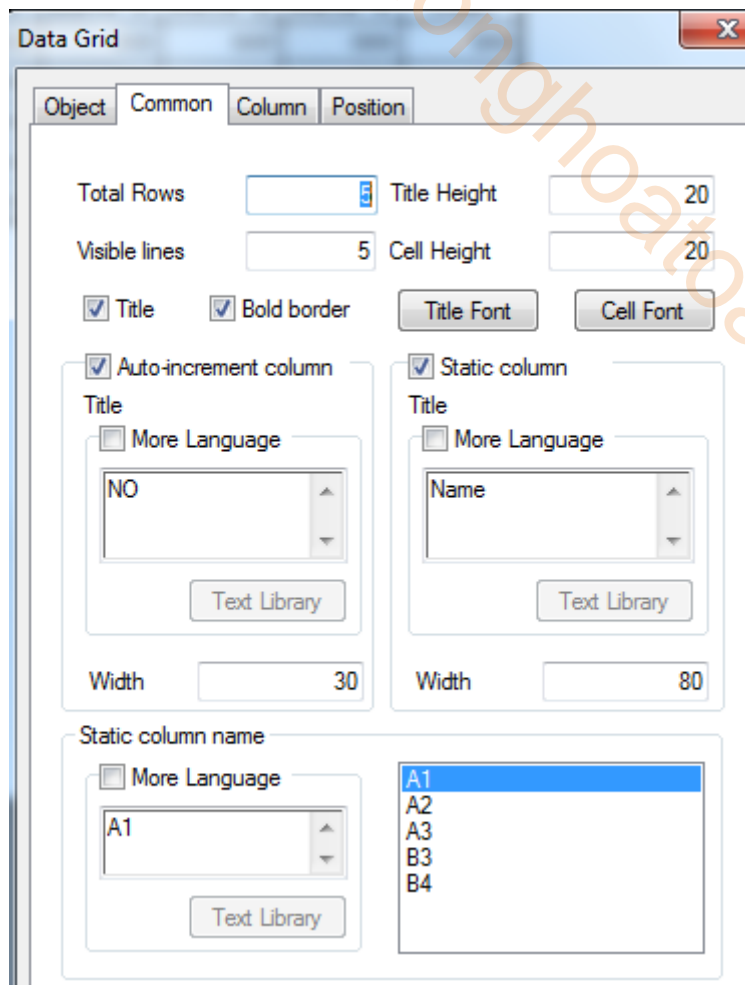 Data Grid
Object Common Column Position
Total Rows 5 Title Height 20
Visible lines 5 Cell Height 20
Title Bold border Title Font Cell Font
Auto-increment column Static column
Title Title
More Language More Language
NO Name
Text Library Text Library
Width 30 Width 80
Static column name
More Language A1
A1 A2
A3
B3
B4
Text Library
onghoatoa